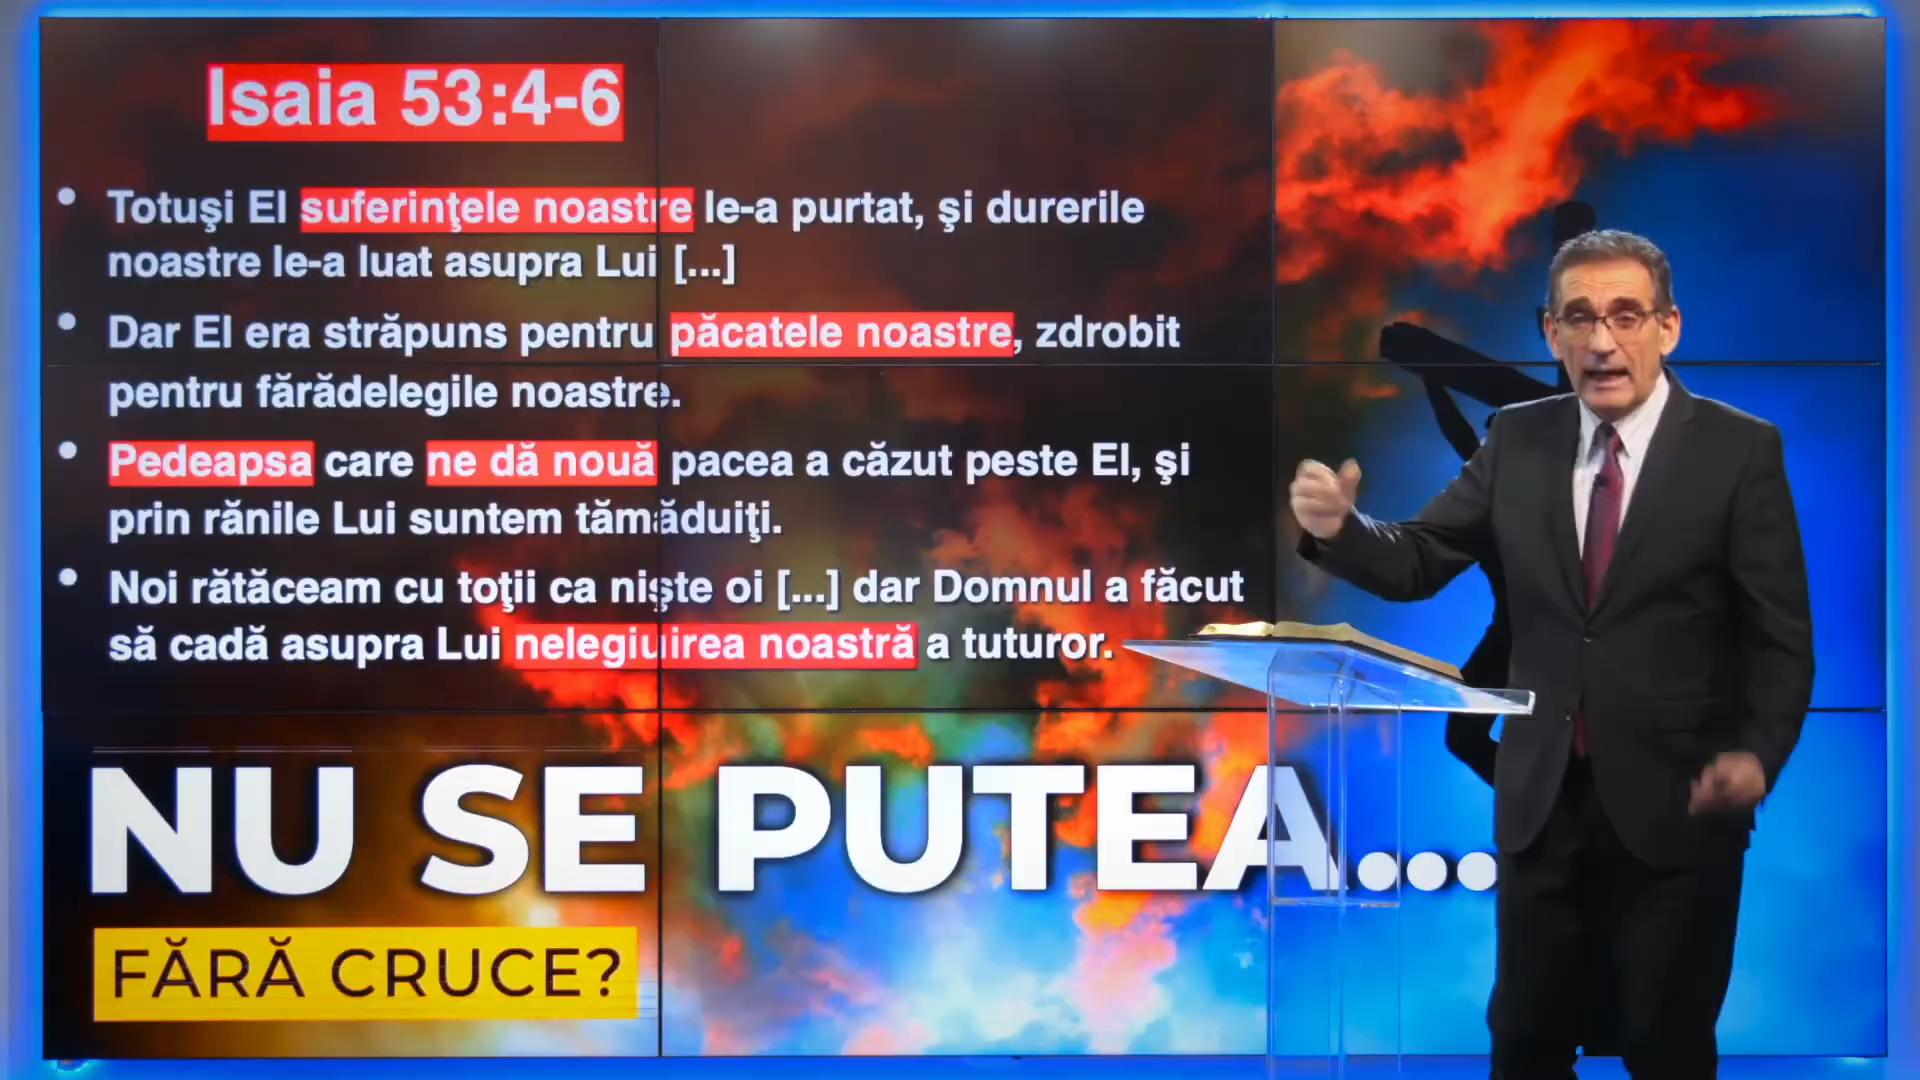 Isaia 53:4-6
• Totuşi El suferinţele noastre le-a purtat, şi durerile
noastre le-a luat asupra Lui [...]
• Dar El era străpuns pentru păcatele noastre, zdrobit
pentru fărădelegile noastre.
• Pedeapsa care ne dă nouă pacea a căzut peste El, şi
prin rănile Lui suntem tămăduiţi.
• Noi rătăceam cu toţii ca nişte oi [...] dar Domnul a făcut
să cadă asupra Lui nelegiuirea noastră a tuturor.
NU SE PUTEA...
FĂRĂ CRUCE?